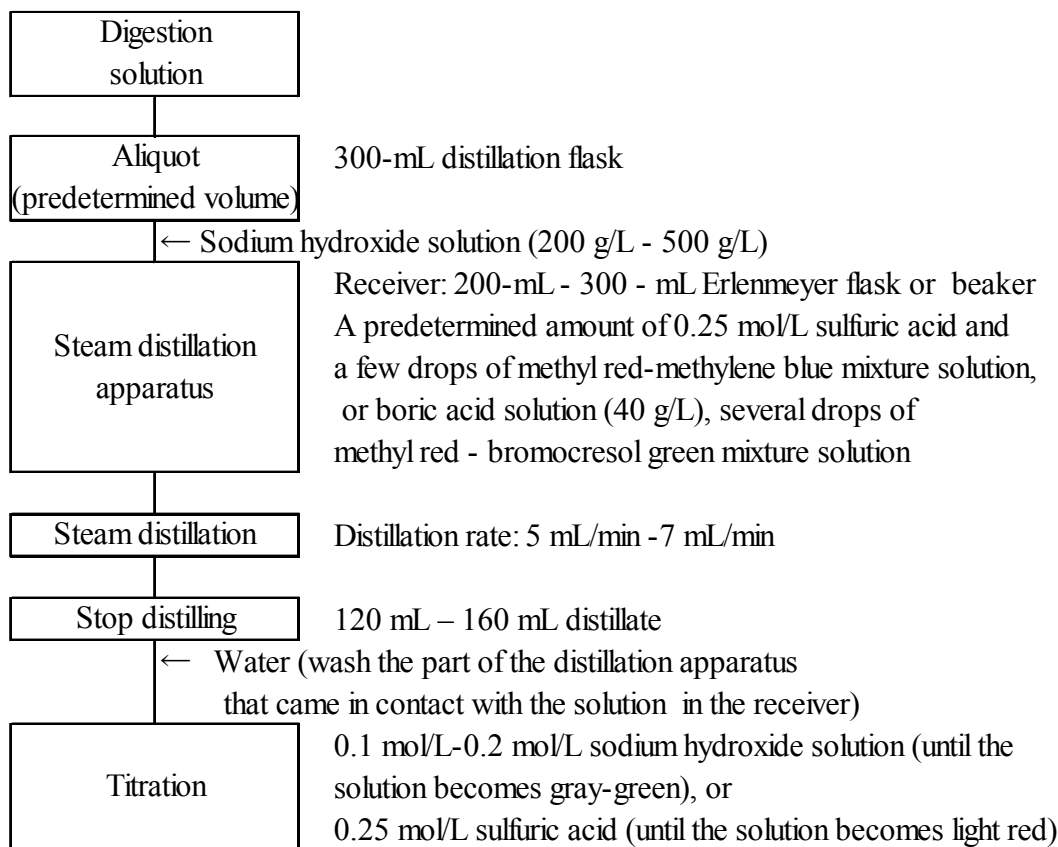 Digestion
solution
Aliquot
(predetermined volume)
300-mL distillation flask
← Sodium hydroxide solution (200 g/L - 500 g/L)
Steam distillation
apparatus
Receiver: 200-mL - 300 - mL Erlenmeyer flask or beaker
A predetermined amount of 0.25 mol/L sulfuric acid and
a few drops of methyl red-methylene blue mixture solution,
or boric acid solution (40 g/L), several drops of
methyl red - bromocresol green mixture solution
Steam distillation
Distillation rate: 5 mL/min -7 mL/min
Stop distilling
120 mL – 160 mL distillate
← Water (wash the part of the distillation apparatus
that came in contact with the solution in the receiver)
Titration
0.1 mol/L-0.2 mol/L sodium hydroxide solution (until the
solution becomes gray-green), or
0.25 mol/L sulfuric acid (until the solution becomes light red)